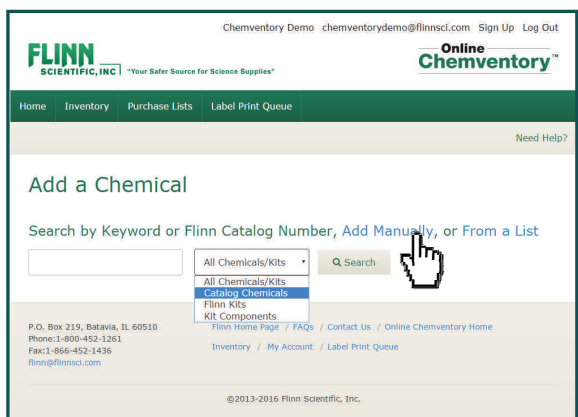 Chemventory Demo chemventorydemo@flinnsci.com Sign Up Log Out
FLINN
SCIENTIFIC, INC
"Your Safer Source for Science Supplies"
Online
Chemventory™
Home Inventory Purchase Lists Label Print Queue
Need Help?
Add a Chemical
Search by Keyword or Flinn Catalog Number, Add Manually, or From a List
All Chemicals/Kits
Search
All Chemicals/Kits
Catalog Chemicals
Flinn Kits
Kit Components
P.O. Box 219, Batavia, IL 60510
Phone:1-800-452-1261
Fax:1-866-452-1436
flinn@flinnsci.com
Flinn Home Page / FAQs / Contact Us / Online Chemventory Home
Inventory / My Account / Label Print Queue
©2013-2016 Flinn Scientific, Inc.